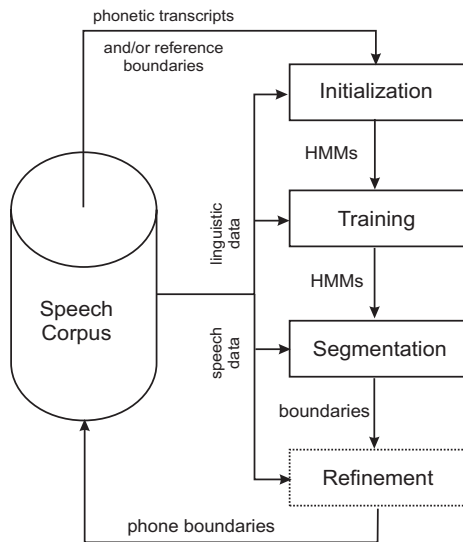 phonetic transcripts
and/or reference
boundaries
Initialization
HMMs
linguistic
data
Training
HMMs
Speech
Corpus
speech
data
Segmentation
boundaries
Refinement
phone boundaries